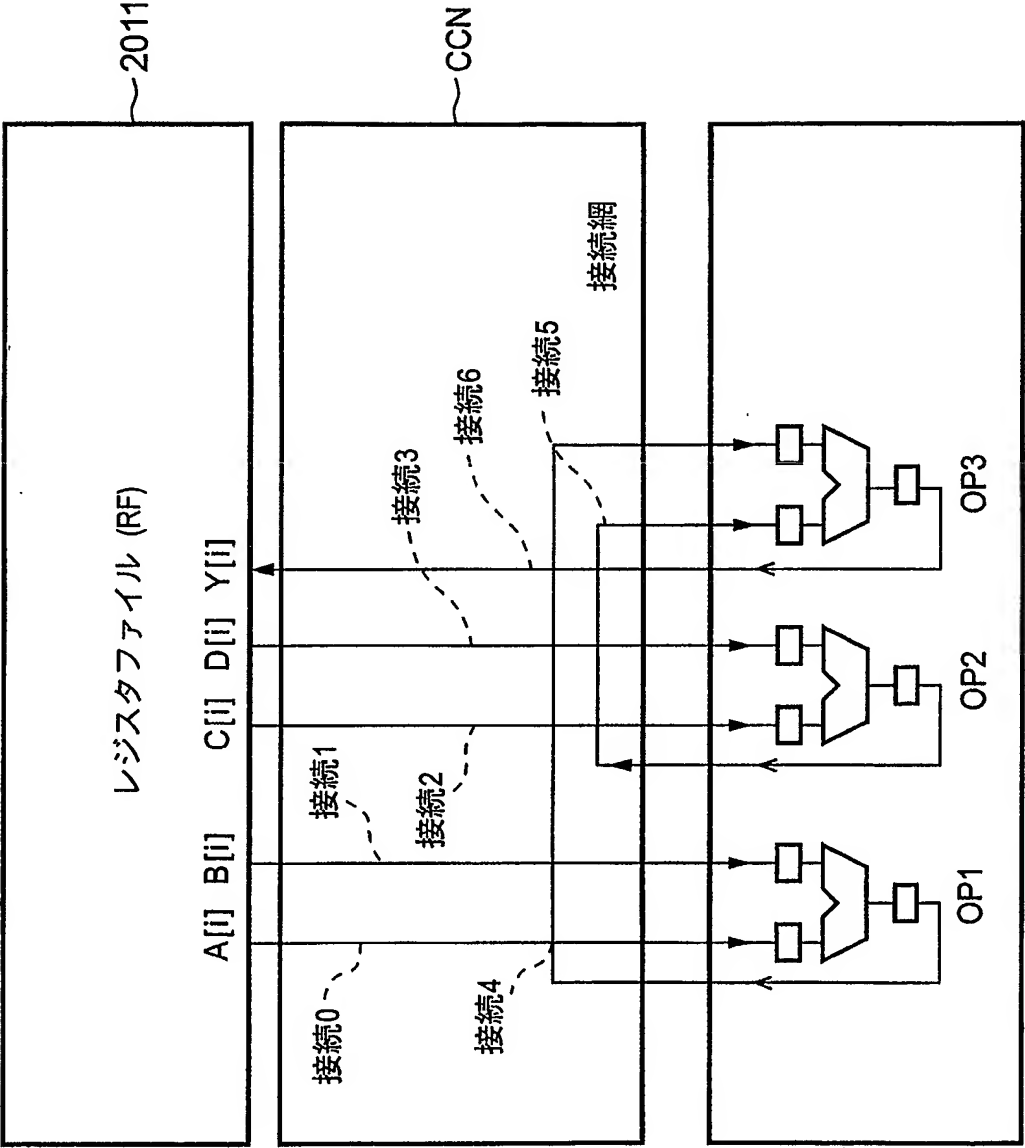 2011
レジスタファイル (RF)
A[i] B[i] C[i] D[i] Y[i]
CCN
接続網
接続0
接続1
接続2
接続3
接続4
接続5
接続6
OP1
OP2
OP3